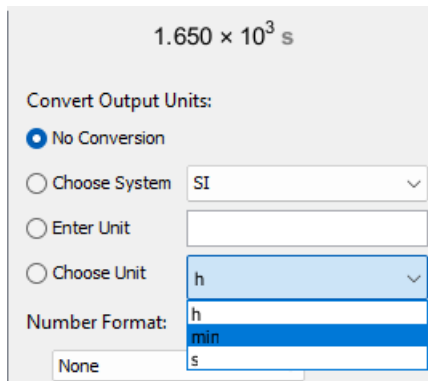 1.650 × 10³ s
Convert Output Units:
No Conversion
Choose System SI
Enter Unit
Choose Unit h
h
Number Format:
min
None s